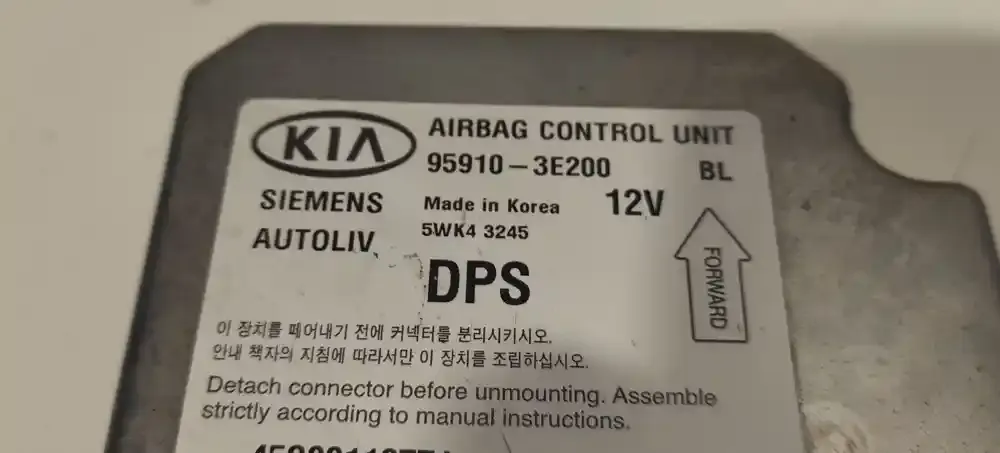 KIA
AIRBAG CONTROL UNIT
95910-3E200 BL
SIEMENS
Made in Korea 12V
AUTOLIV
5WK4 3245
DPS
FORWARD
이 장치를 떼어내기 전에 커넥터를 분리시키시오.
안내 책자의 지침에 따라서만 이 장치를 조립하십시오.
Detach connector before unmounting. Assemble
strictly according to manual instructions.